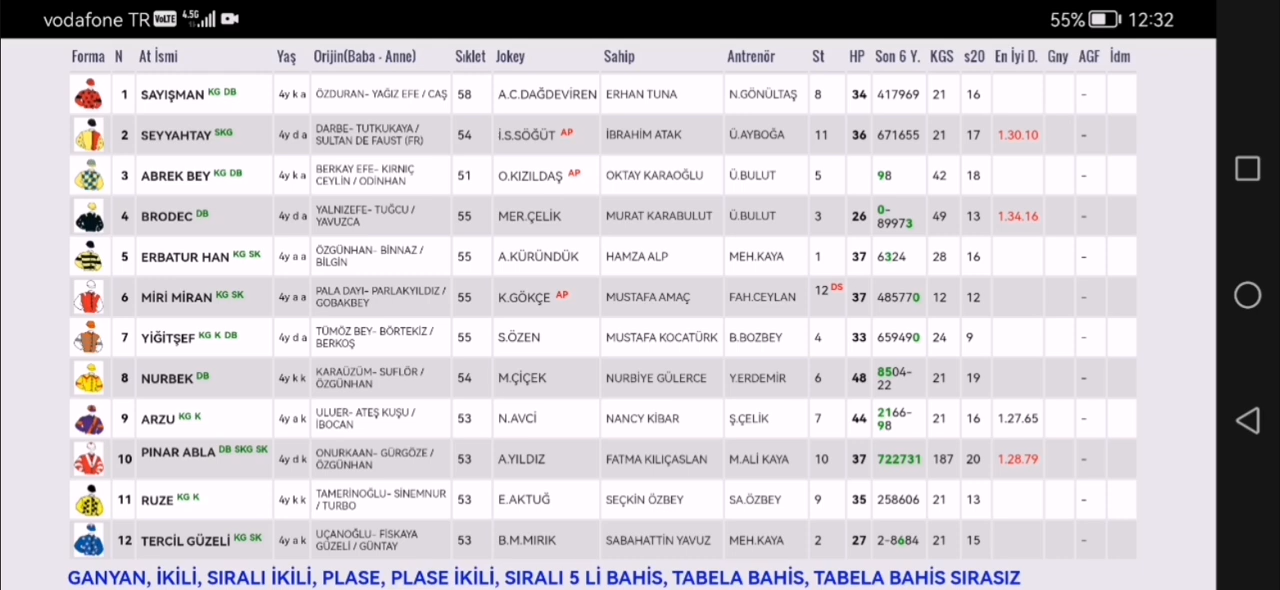 vodafone TR VoLTE 4.5G 55% 12:32
Forma N At İsmi Yaş Orijin(Baba - Anne) Sıklet Jokey Sahip Antrenör St HP Son 6 Y. KGS s20 En İyi D. Gny AGF İdm
1 SAYIŞMAN KG DB 4y k a ÖZDURAN- YAĞIZ EFE / CAŞ 58 A.C.DAĞDEVİREN ERHAN TUNA N.GÖNÜLTAŞ 8 34 417969 21 16 -
2 SEYYAHTAY SKG 4y d a DARBE- TUTKUKAYA / SULTAN DE FAUST (FR) 54 İ.S.SÖĞÜT AP İBRAHİM ATAK Ü.AYBOĞA 11 36 671655 21 17 1.30.10 -
3 ABREK BEY KG DB 4y k a BERKAY EFE- KIRNIÇ CEYLİN / ODİNHAN 51 O.KIZILDAŞ AP OKTAY KARAOĞLU Ü.BULUT 5 98 42 18 -
4 BRODEC DB 4y d a YALNIZEFE- TUĞCU / YAVUZCA 55 MER.ÇELİK MURAT KARABULUT Ü.BULUT 3 26 0-89973 49 13 1.34.16 -
5 ERBATUR HAN KG SK 4y a a ÖZGÜNHAN- BİNNAZ / BİLGİN 55 A.KÜRÜNDÜK HAMZA ALP MEH.KAYA 1 37 6324 28 16 -
6 MİRİ MİRAN KG SK 4y a a PALA DAYI- PARLAKYILDIZ / GOBAKBEY 55 K.GÖKÇE AP MUSTAFA AMAÇ FAH.CEYLAN 12 DS 37 485770 12 12 -
7 YİĞİTŞEF KG K DB 4y d a TÜMÖZ BEY- BÖRTEKİZ / BERKOŞ 55 S.ÖZEN MUSTAFA KOCATÜRK B.BOZBEY 4 33 659490 24 9 -
8 NURBEK DB 4y k k KARAÜZÜM- SUFLÖR / ÖZGÜNHAN 54 M.ÇİÇEK NURBİYE GÜLERCE Y.ERDEMİR 6 48 8504-22 21 19 -
9 ARZU KG K 4y a k ULUER- ATEŞ KUŞU / İBOCAN 53 N.AVCİ NANCY KİBAR Ş.ÇELİK 7 44 2166-98 21 16 1.27.65 -
10 PINAR ABLA DB SKG SK 4y d k ONURKAAN- GÜRGÖZE / ÖZGÜNHAN 53 A.YILDIZ FATMA KILIÇASLAN M.ALİ KAYA 10 37 722731 187 20 1.28.79 -
11 RUZE KG K 4y k k TAMERİNOĞLU- SİNEMNUR / TURBO 53 E.AKTUĞ SEÇKİN ÖZBEY SA.ÖZBEY 9 35 258606 21 13 -
12 TERCİL GÜZELİ KG SK 4y a k UÇANOĞLU- FİSKAYA GÜZELİ / GÜNTAY 53 B.M.MIRIK SABAHATTİN YAVUZ MEH.KAYA 2 27 2-8684 21 15 -
GANYAN, İKİLİ, SIRALI İKİLİ, PLASE, PLASE İKİLİ, SIRALI 5 Lİ BAHİS, TABELA BAHİS, TABELA BAHİS SIRASIZ